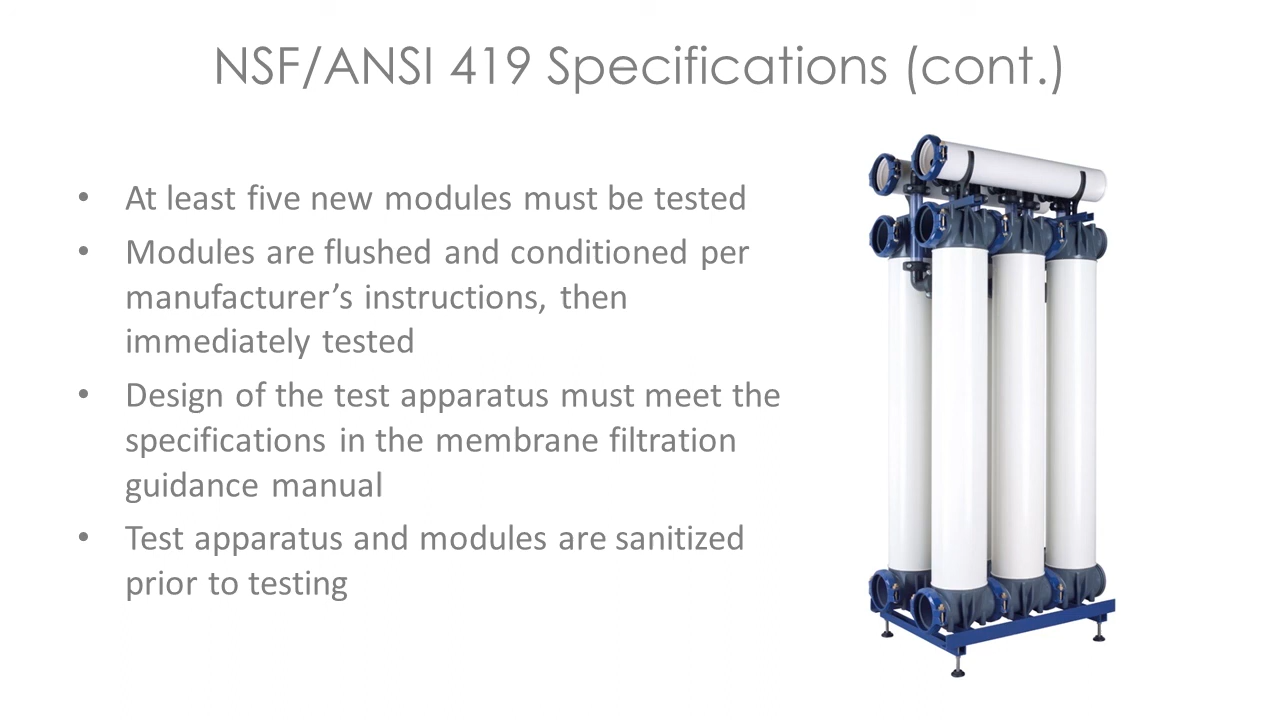 NSF/ANSI 419 Specifications (cont.)
• At least five new modules must be tested
• Modules are flushed and conditioned per
manufacturer’s instructions, then
immediately tested
• Design of the test apparatus must meet the
specifications in the membrane filtration
guidance manual
• Test apparatus and modules are sanitized
prior to testing